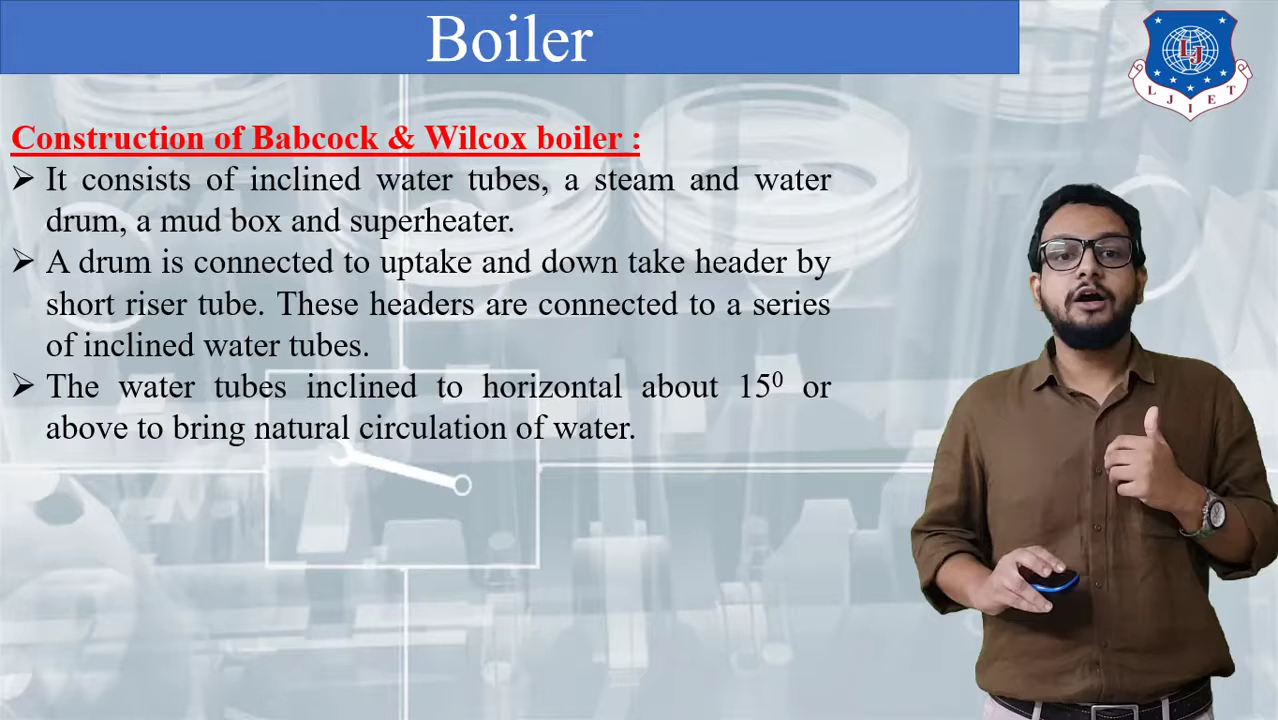 Boiler
LJIET
Construction of Babcock & Wilcox boiler :
➢ It consists of inclined water tubes, a steam and water
drum, a mud box and superheater.
➢ A drum is connected to uptake and down take header by
short riser tube. These headers are connected to a series
of inclined water tubes.
➢ The water tubes inclined to horizontal about 15⁰ or
above to bring natural circulation of water.